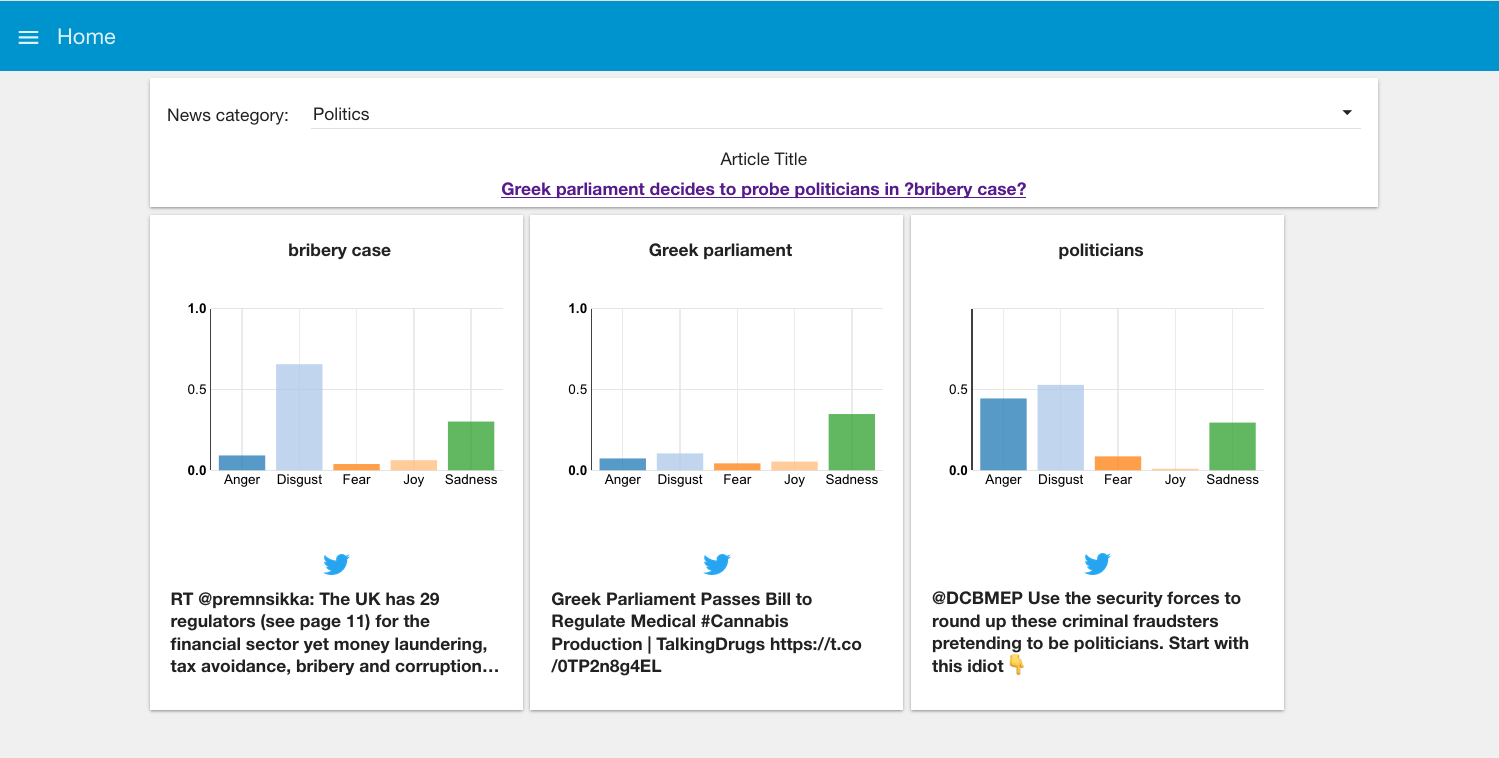 Home
News category: Politics
Article Title
Greek parliament decides to probe politicians in ?bribery case?
bribery case
1.0
0.5
0.0
Anger Disgust Fear Joy Sadness
RT @premnsikka: The UK has 29
regulators (see page 11) for the
financial sector yet money laundering,
tax avoidance, bribery and corruption…
Greek parliament
1.0
0.5
0.0
Anger Disgust Fear Joy Sadness
Greek Parliament Passes Bill to
Regulate Medical #Cannabis
Production | TalkingDrugs https://t.co
/0TP2n8g4EL
politicians
0.5
0.0
Anger Disgust Fear Joy Sadness
@DCBMEP Use the security forces to
round up these criminal fraudsters
pretending to be politicians. Start with
this idiot 👇